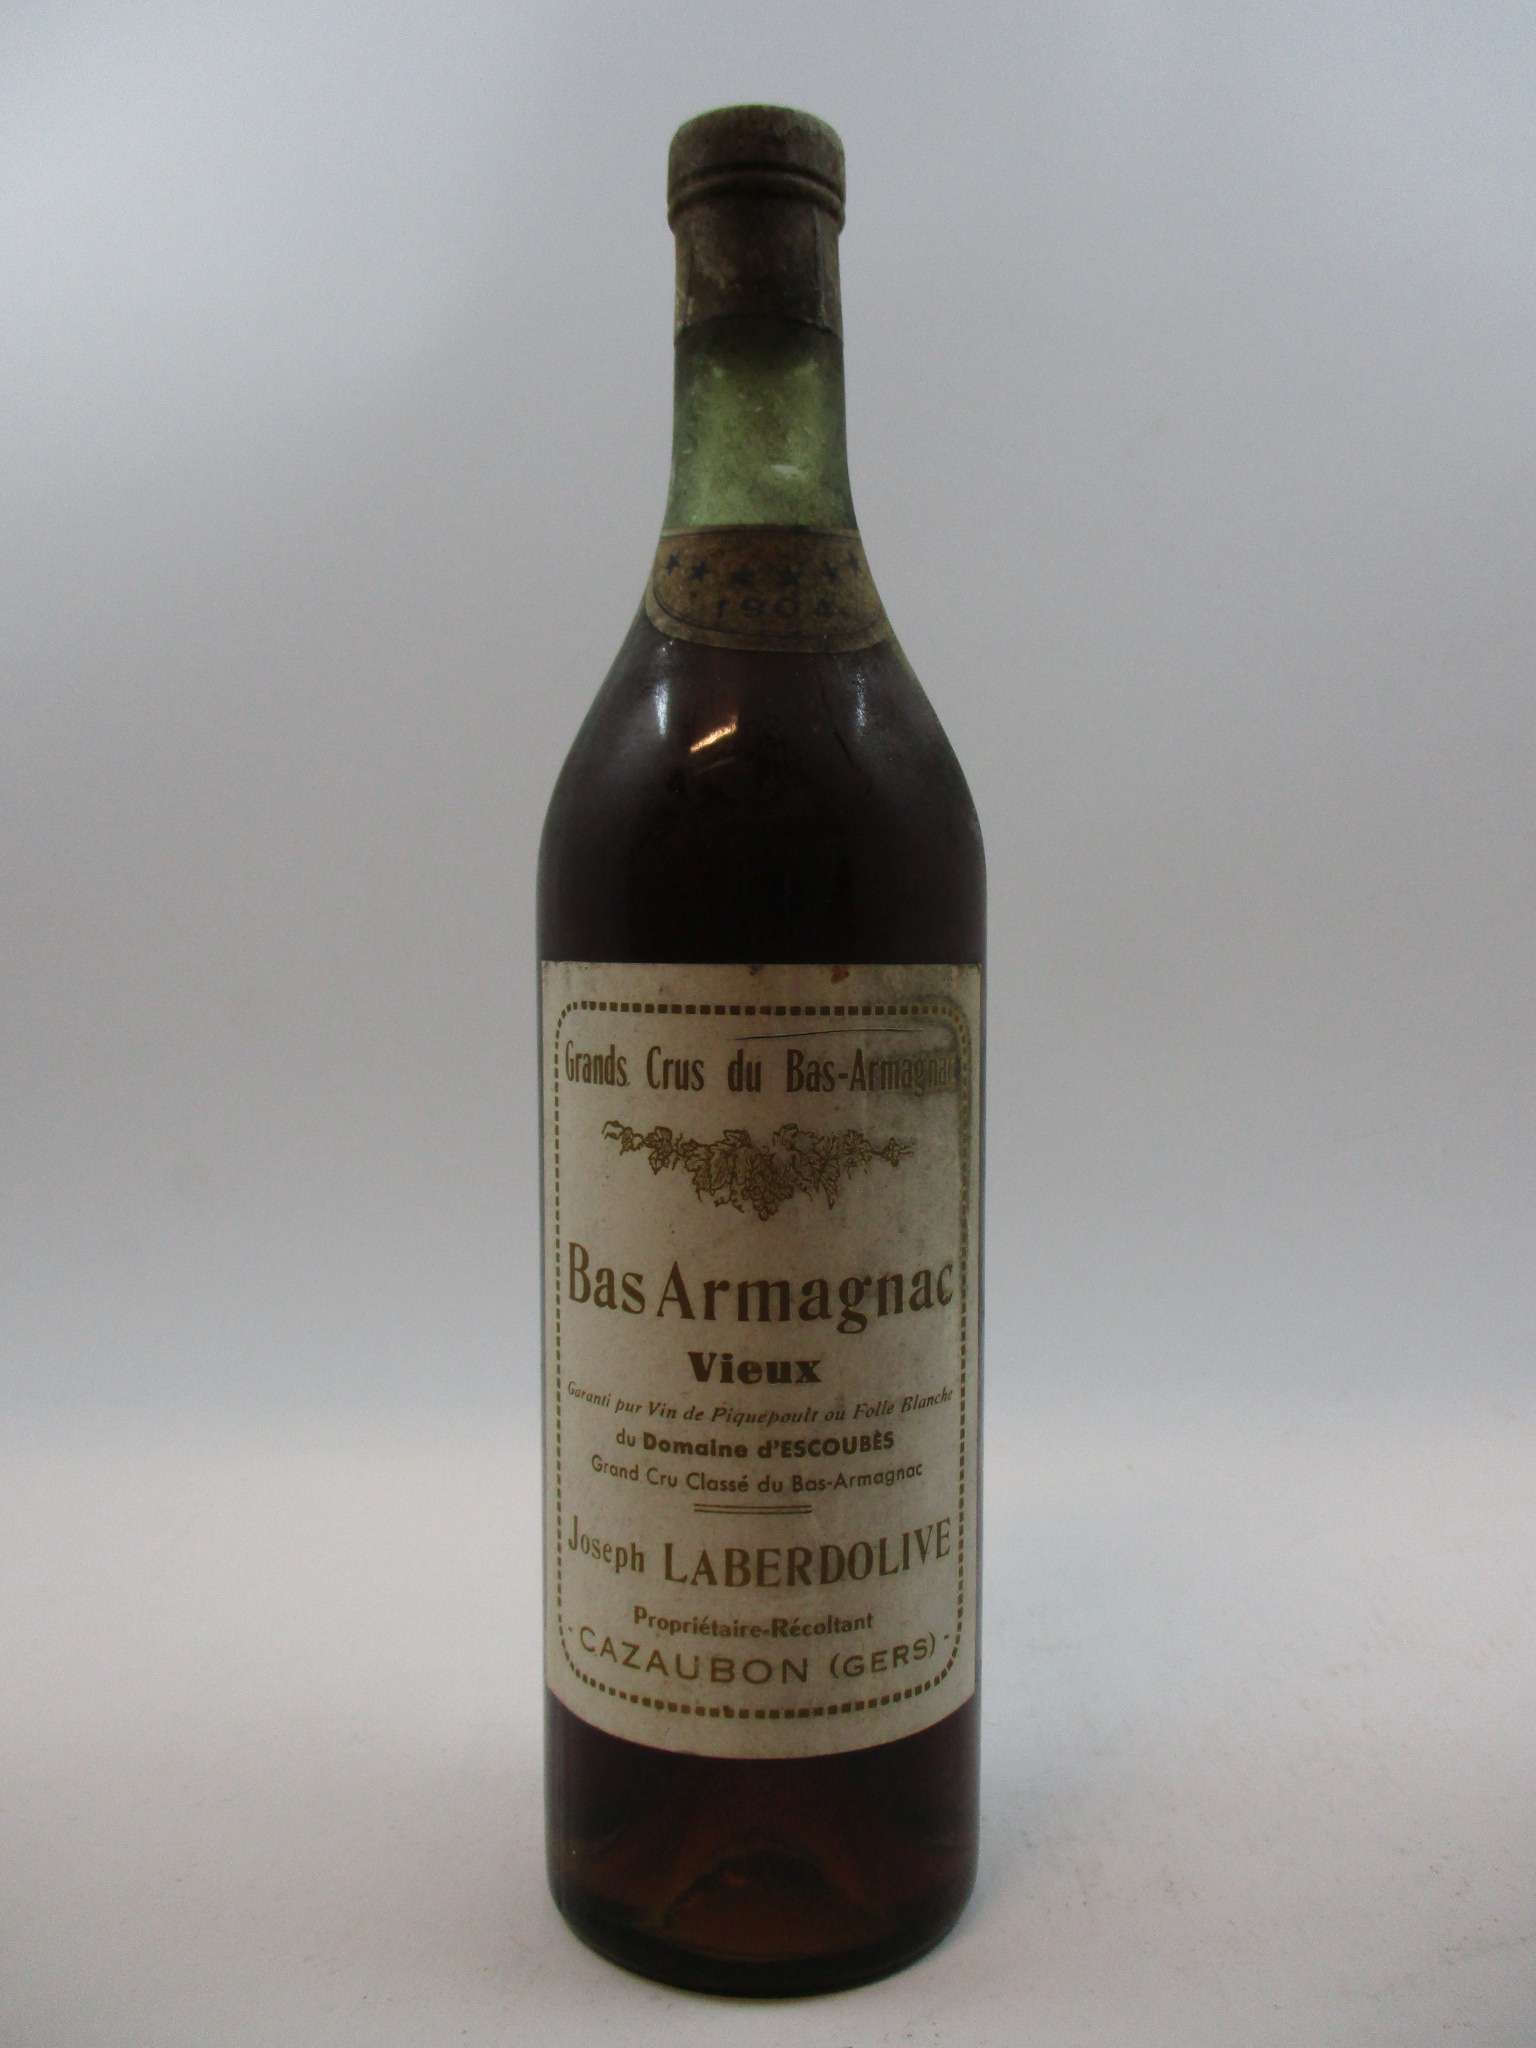 1904
Grands Crus du Bas-Armagnac
Bas Armagnac
Vieux
Garanti pur Vin de Piquepoult ou Folle Blanche
du Domaine d'ESCOUBÈS
Grand Cru Classé du Bas-Armagnac
Joseph LABERDOLIVE
Propriétaire-Récoltant
- CAZAUBON (GERS) -